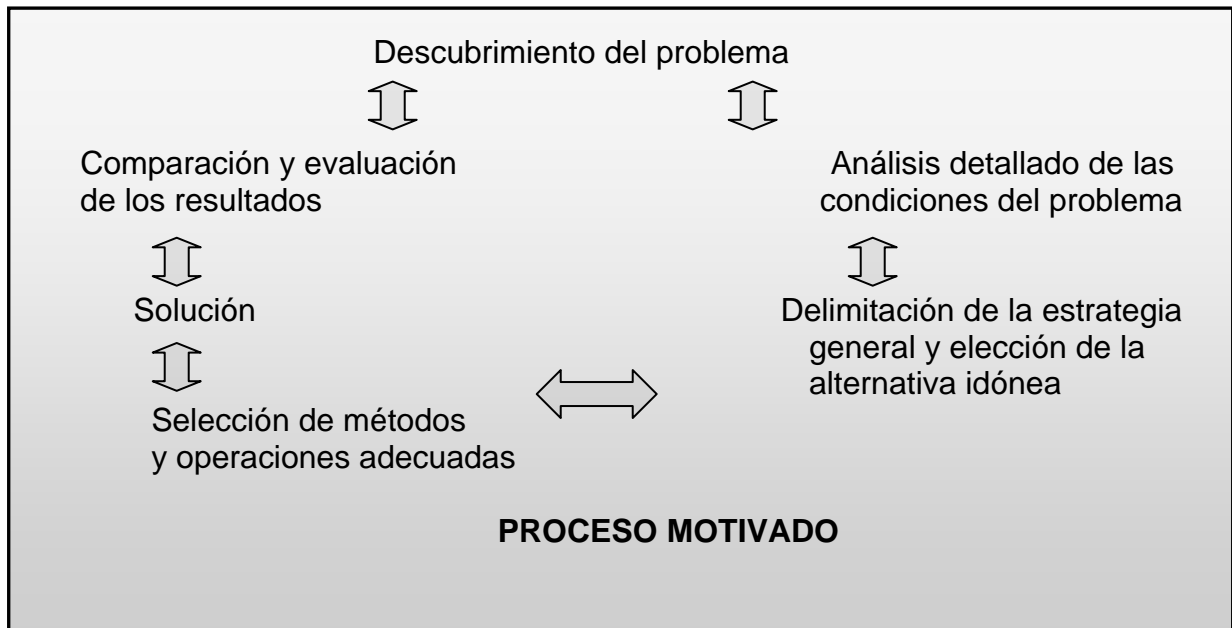 Descubrimiento del problema
Comparación y evaluación
de los resultados
Análisis detallado de las
condiciones del problema
Solución
Delimitación de la estrategia
general y elección de la
alternativa idónea
Selección de métodos
y operaciones adecuadas
PROCESO MOTIVADO